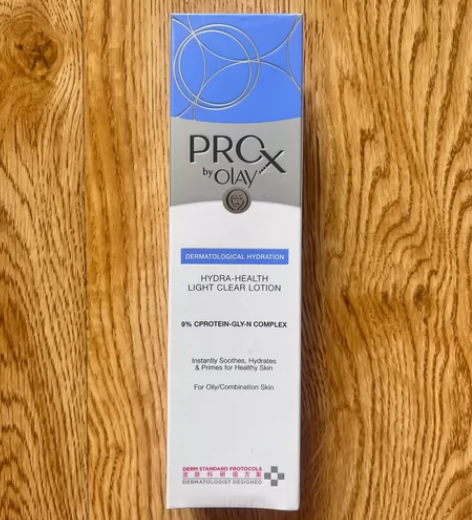 PROX
by OLAY
DERMATOLOGICAL HYDRATION
HYDRA-HEALTH
LIGHT CLEAR LOTION
9% CPROTEIN-GLY-N COMPLEX
Instantly Soothes, Hydrates
& Primes for Healthy Skin
For Oily/Combination Skin
DERM STANDARD PROTOCOLS
DERMATOLOGIST DESIGNED